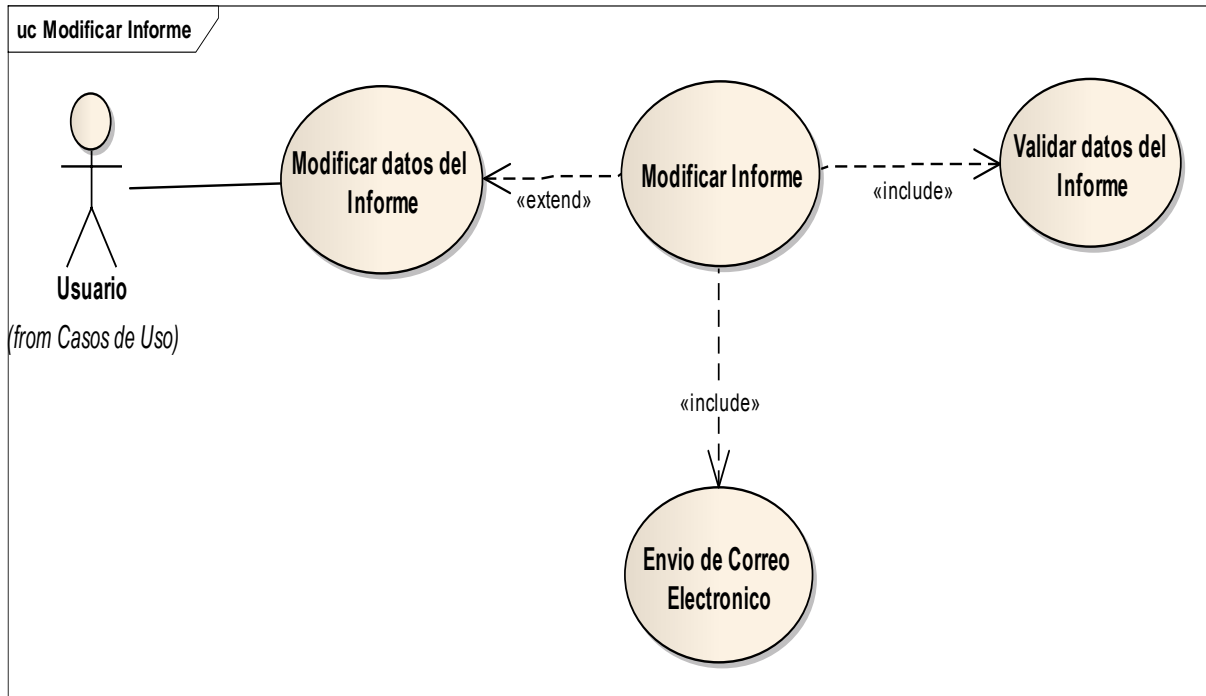 uc Modificar Informe
Usuario
(from Casos de Uso)
Modificar datos del
Informe
«extend»
Modificar Informe
«include»
Validar datos del
Informe
«include»
Envio de Correo
Electronico